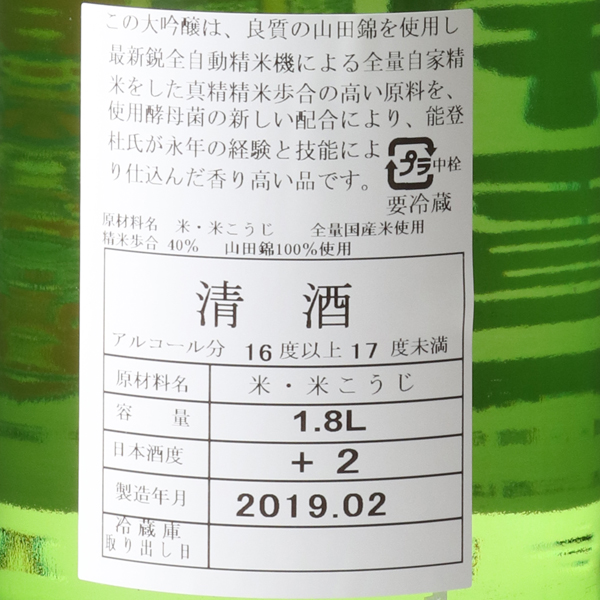 この大吟醸は、良質の山田錦を使用し
最新鋭全自動精米機による全量自家精
米をした真精精米歩合の高い原料を、
使用酵母菌の新しい配合により、能登
杜氏が永年の経験と技能によ
り仕込んだ香り高い品です。
プラ 中栓
要冷蔵
原材料名 米・米こうじ 全量国産米使用
精米歩合 40% 山田錦100%使用
清 酒
アルコール分 16度以上17度未満
原材料名 米・米こうじ
容量 1.8L
日本酒度 +2
製造年月 2019.02
冷蔵庫
取り出し日